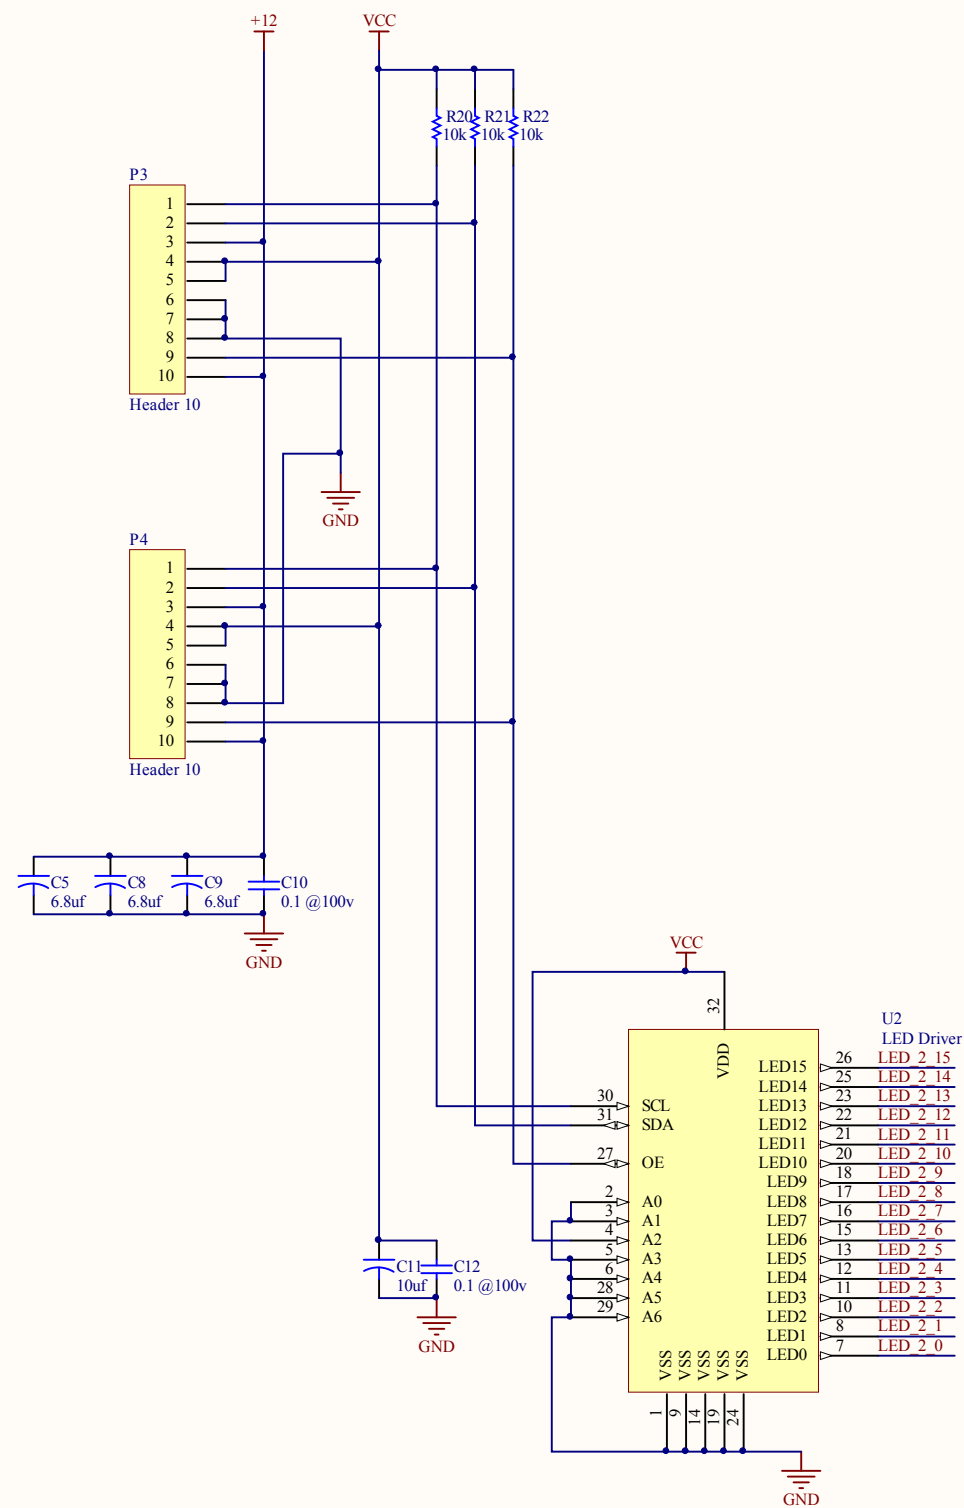 +12
VCC
R20
10k
R21
10k
R22
10k
P3
1
2
3
4
5
6
7
8
9
10
Header 10
GND
P4
1
2
3
4
5
6
7
8
9
10
Header 10
C5
6.8uf
C8
6.8uf
C9
6.8uf
C10
0.1 @100v
GND
C11
10uf
C12
0.1 @100v
GND
VCC
32
VDD
U2
LED Driver
30 SCL
31 SDA
27 OE
2 A0
3 A1
4 A2
5 A3
6 A4
28 A5
29 A6
LED15 26 LED_2_15
LED14 25 LED_2_14
LED13 23 LED_2_13
LED12 22 LED_2_12
LED11 21 LED_2_11
LED10 20 LED_2_10
LED9 18 LED_2_9
LED8 17 LED_2_8
LED7 16 LED_2_7
LED6 15 LED_2_6
LED5 13 LED_2_5
LED4 12 LED_2_4
LED3 11 LED_2_3
LED2 10 LED_2_2
LED1 8 LED_2_1
LED0 7 LED_2_0
VSS VSS VSS VSS VSS
1 9 14 19 24
GND